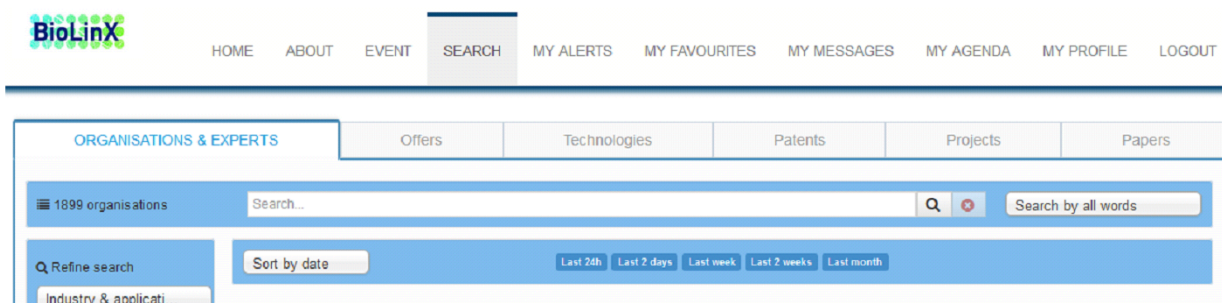 BioLinX
HOME ABOUT EVENT SEARCH MY ALERTS MY FAVOURITES MY MESSAGES MY AGENDA MY PROFILE LOGOUT
ORGANISATIONS & EXPERTS Offers Technologies Patents Projects Papers
1899 organisations Search... Search by all words
Refine search Sort by date Last 24h Last 2 days Last week Last 2 weeks Last month
Industry & applicati